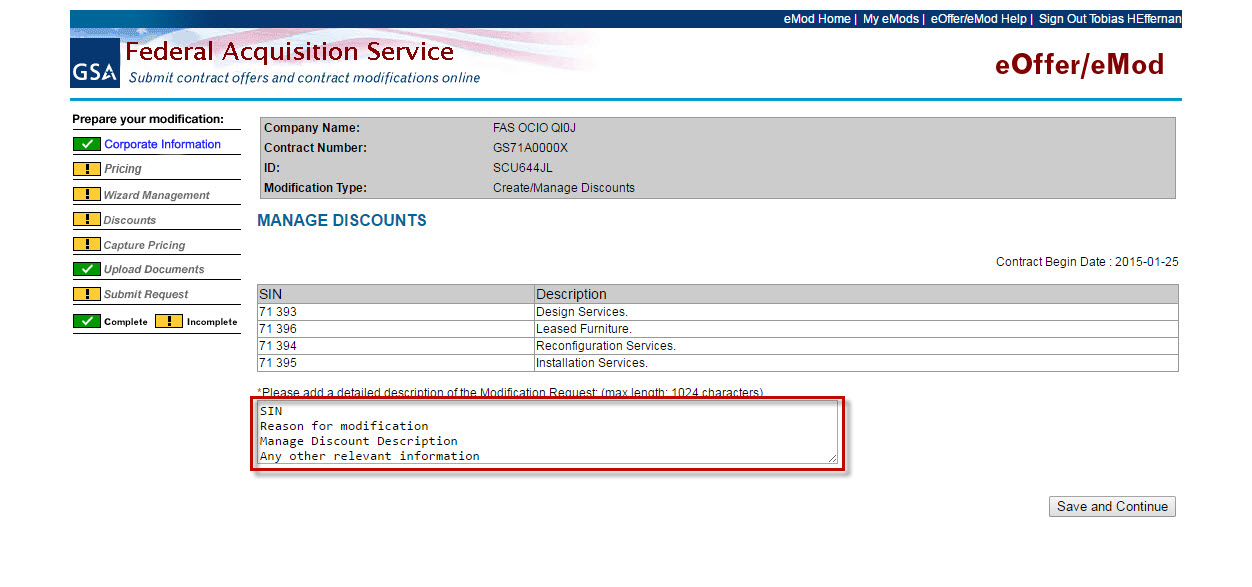 eMod Home | My eMods | eOffer/eMod Help | Sign Out Tobias HEffernan
GSA
Federal Acquisition Service
Submit contract offers and contract modifications online
eOffer/eMod
Prepare your modification:
Corporate Information
Pricing
Wizard Management
Discounts
Capture Pricing
Upload Documents
Submit Request
Complete Incomplete
Company Name: FAS OCIO QI0J
Contract Number: GS71A0000X
ID: SCU644JL
Modification Type: Create/Manage Discounts
MANAGE DISCOUNTS
Contract Begin Date : 2015-01-25
SIN Description
71 393 Design Services.
71 396 Leased Furniture.
71 394 Reconfiguration Services.
71 395 Installation Services.
*Please add a detailed description of the Modification Request: (max length: 1024 characters)
SIN
Reason for modification
Manage Discount Description
Any other relevant information
Save and Continue